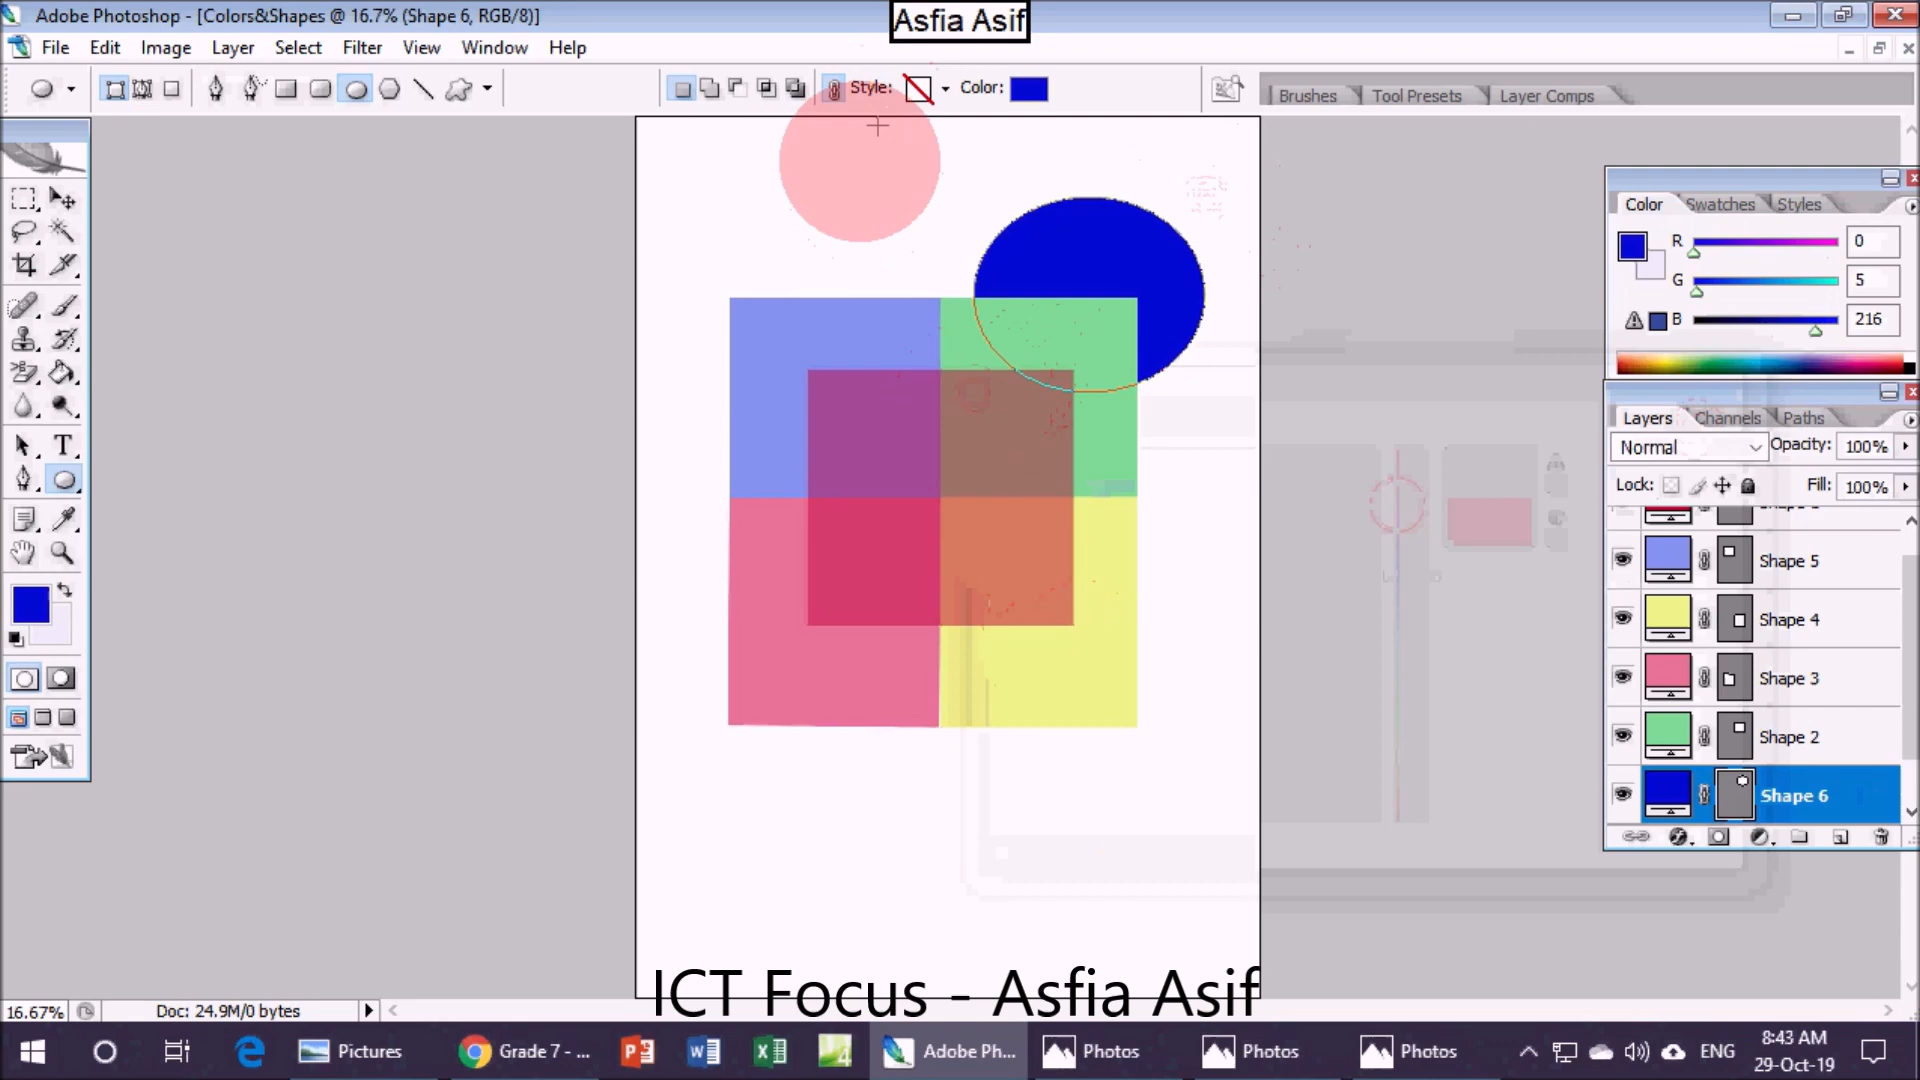 Adobe Photoshop - [Colors&Shapes @ 16.7% (Shape 6, RGB/8)]
Asfia Asif
File Edit Image Layer Select Filter View Window Help
Style: Color:
Brushes Tool Presets Layer Comps
Color Swatches Styles
R 0
G 5
B 216
Layers Channels Paths
Normal Opacity: 100%
Lock: Fill: 100%
Shape 5
Shape 4
Shape 3
Shape 2
Shape 6
T
ICT Focus - Asfia Asif
16.67% Doc: 24.9M/0 bytes
Pictures Grade 7 - ... Adobe Ph... Photos Photos Photos ENG
8:43 AM
29-Oct-19